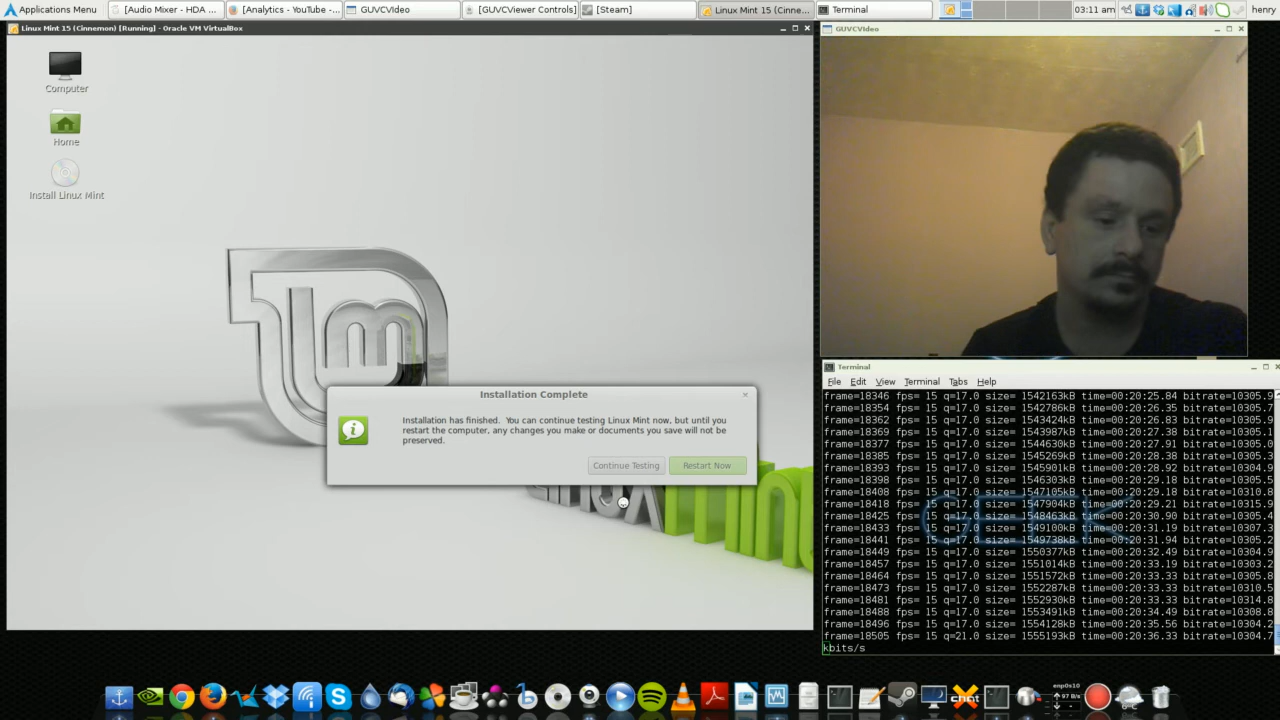 Applications Menu
[Audio Mixer - HDA ...
[Analytics - YouTube -...
GUVCVideo
[GUVCViewer Controls]
[Steam]
Linux Mint 15 (Cinne...
Terminal
03:11 am
henry
Linux Mint 15 (Cinnemon) [Running] - Oracle VM VirtualBox
Computer
Home
Install Linux Mint
Installation Complete
Installation has finished. You can continue testing Linux Mint now, but until you
restart the computer, any changes you make or documents you save will not be
preserved.
Continue Testing
Restart Now
GUVCVideo
Terminal
File Edit View Terminal Tabs Help
frame=18346 fps= 15 q=17.0 size= 1542163kB time=00:20:25.84 bitrate=10305.9
frame=18354 fps= 15 q=17.0 size= 1542786kB time=00:20:26.35 bitrate=10305.7
frame=18362 fps= 15 q=17.0 size= 1543424kB time=00:20:26.83 bitrate=10305.9
frame=18369 fps= 15 q=17.0 size= 1543987kB time=00:20:27.38 bitrate=10305.1
frame=18377 fps= 15 q=17.0 size= 1544630kB time=00:20:27.91 bitrate=10305.0
frame=18385 fps= 15 q=17.0 size= 1545269kB time=00:20:28.38 bitrate=10305.2
frame=18393 fps= 15 q=17.0 size= 1545901kB time=00:20:28.92 bitrate=10304.9
frame=18398 fps= 15 q=17.0 size= 1546303kB time=00:20:29.18 bitrate=10305.5
frame=18408 fps= 15 q=17.0 size= 1547105kB time=00:20:29.18 bitrate=10310.8
frame=18418 fps= 15 q=17.0 size= 1547904kB time=00:20:29.21 bitrate=10315.9
frame=18425 fps= 15 q=17.0 size= 1548463kB time=00:20:30.90 bitrate=10305.4
frame=18433 fps= 15 q=17.0 size= 1549100kB time=00:20:31.19 bitrate=10307.3
frame=18441 fps= 15 q=17.0 size= 1549738kB time=00:20:31.94 bitrate=10305.2
frame=18449 fps= 15 q=17.0 size= 1550377kB time=00:20:32.49 bitrate=10304.9
frame=18457 fps= 15 q=17.0 size= 1551014kB time=00:20:33.19 bitrate=10303.2
frame=18464 fps= 15 q=17.0 size= 1551572kB time=00:20:33.33 bitrate=10305.8
frame=18473 fps= 15 q=17.0 size= 1552287kB time=00:20:33.33 bitrate=10310.5
frame=18481 fps= 15 q=17.0 size= 1552930kB time=00:20:33.33 bitrate=10314.8
frame=18488 fps= 15 q=17.0 size= 1553491kB time=00:20:34.49 bitrate=10308.8
frame=18496 fps= 15 q=17.0 size= 1554128kB time=00:20:35.56 bitrate=10304.2
frame=18505 fps= 15 q=21.0 size= 1555193kB time=00:20:36.33 bitrate=10304.7
kbits/s
GEEK
enp0s10
97 B/s